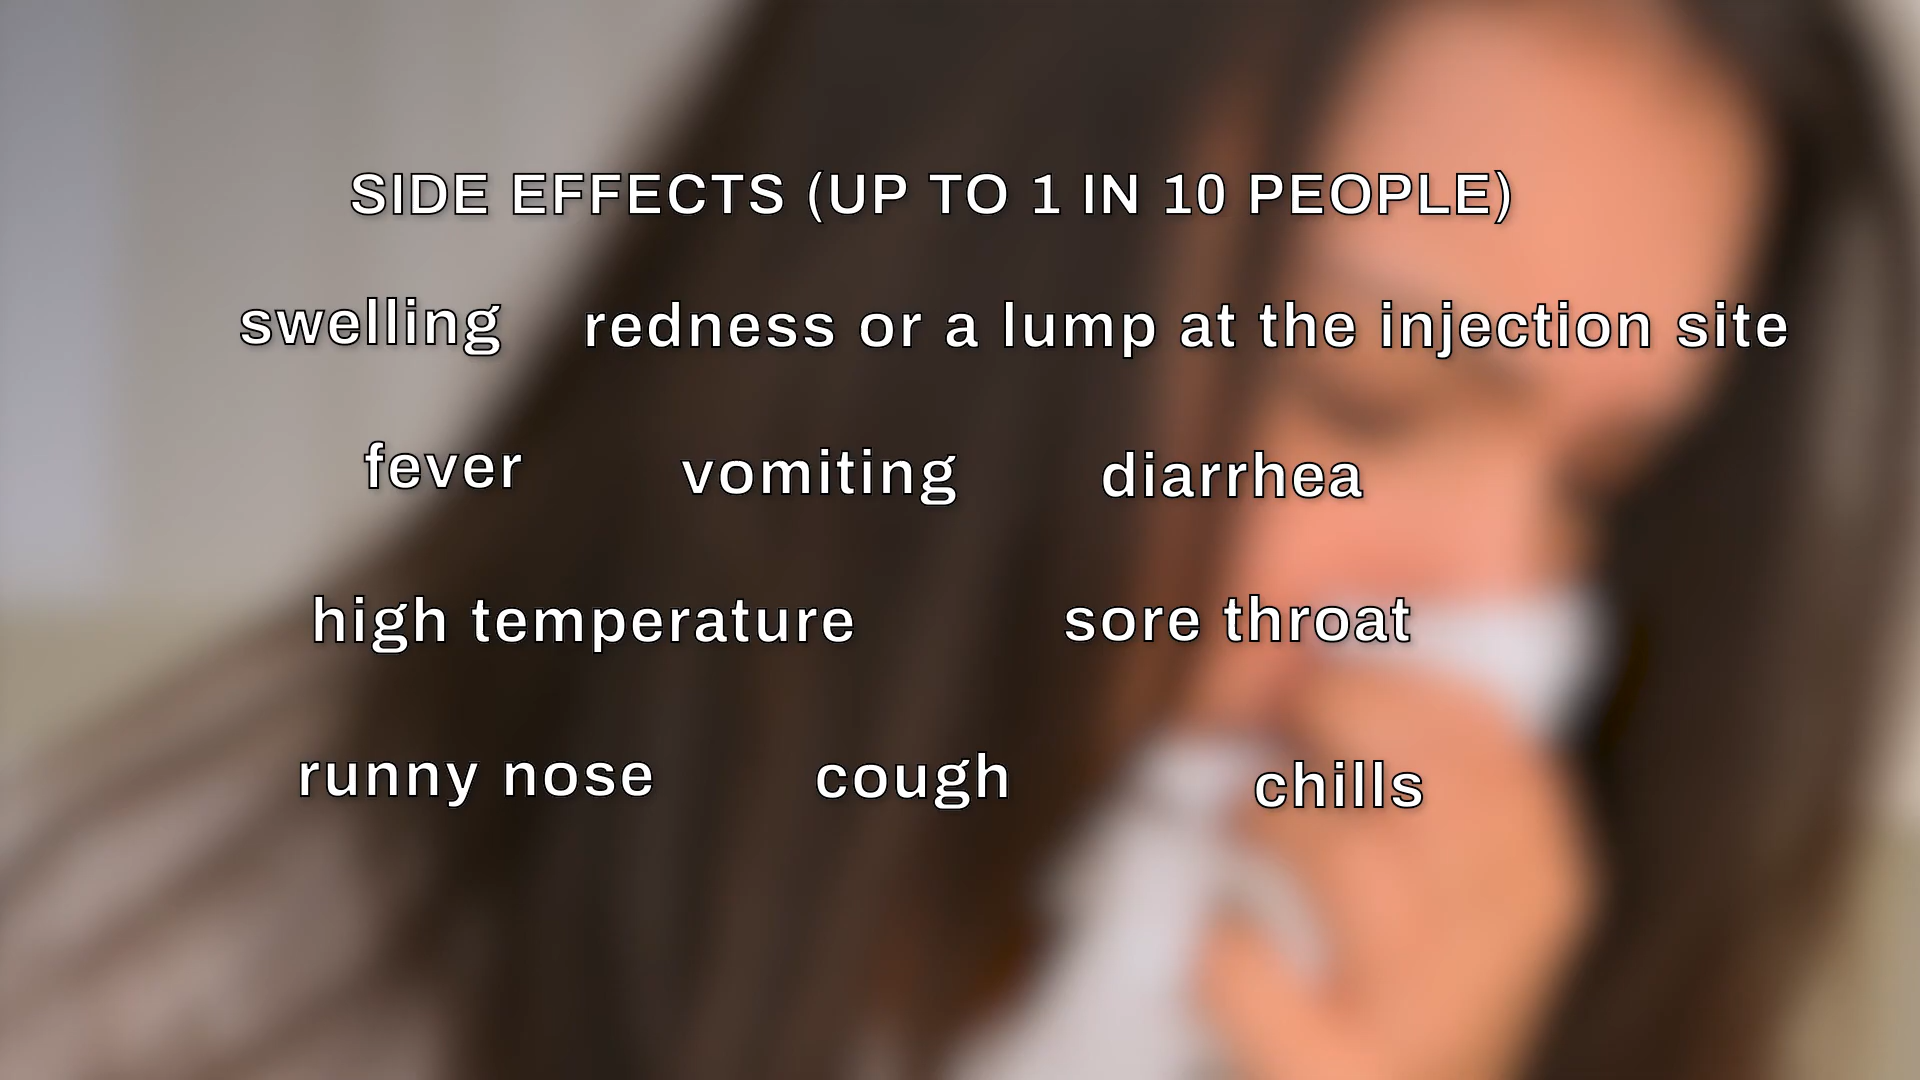 SIDE EFFECTS (UP TO 1 IN 10 PEOPLE)
swelling redness or a lump at the injection site
fever vomiting diarrhea
high temperature sore throat
runny nose cough chills